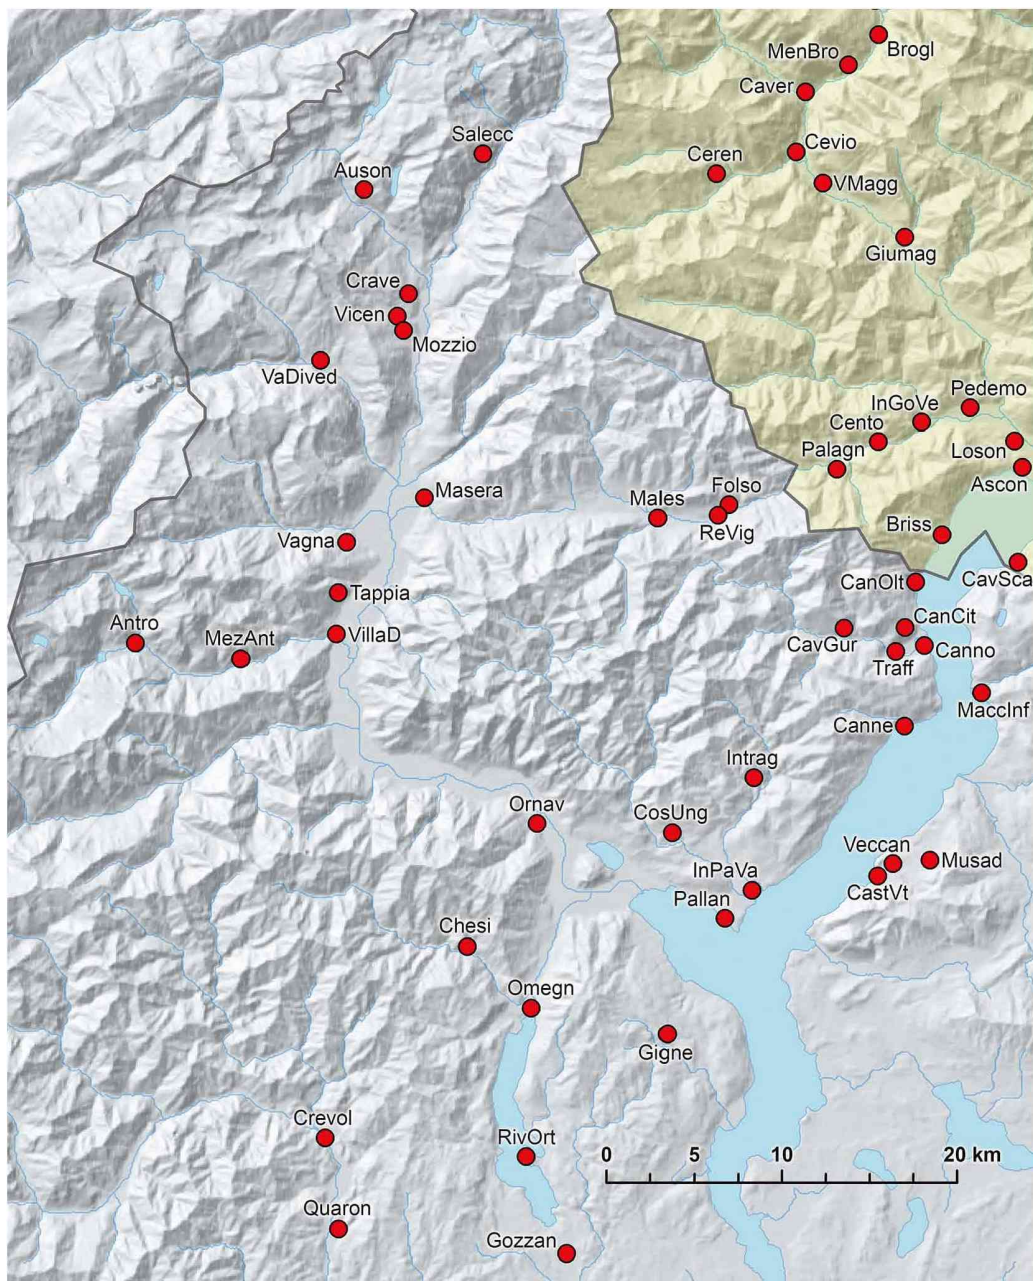 Brogl
MenBro
Caver
Salecc
Cevio
Ceren
Auson
VMagg
Giumag
Crave
Vicen
Mozzio
VaDived
Pedemo
InGoVe
Cento
Palagn
Loson
Ascon
Masera
Males
Folso
ReVig
Briss
Vagna
CavSca
CanOlt
Tappia
Antro
MezAnt
VillaD
CanCit
CavGur
Canno
Traff
MaccInf
Canne
Intrag
Ornav
CosUng
Veccan
Musad
InPaVa
CastVt
Pallan
Chesi
Omegn
Gigne
Crevol
RivOrt
0 5 10 20 km
Quaron
Gozzan